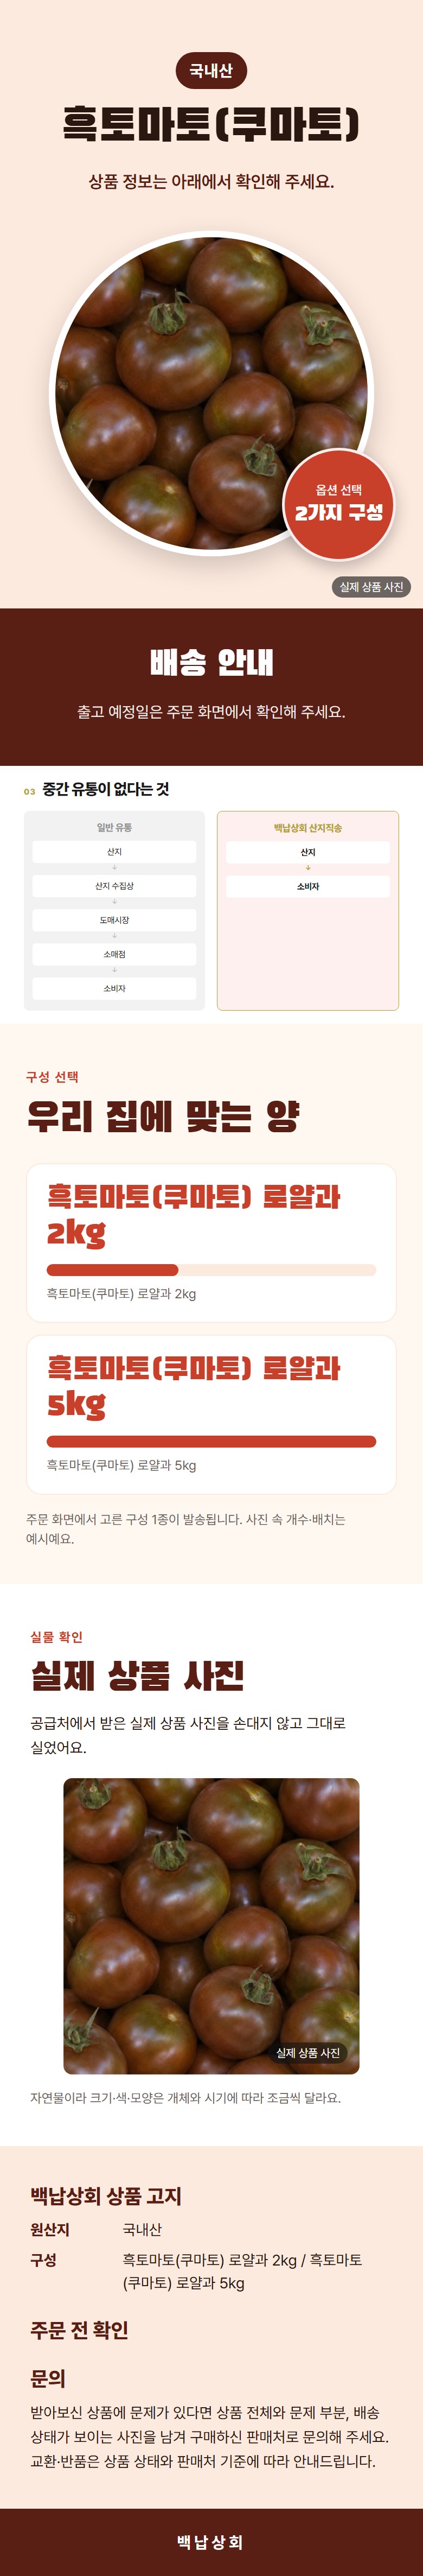 국내산
흑토마토(쿠마토)
상품 정보는 아래에서 확인해 주세요.
옵션 선택
2가지 구성
실제 상품 사진
배송 안내
출고 예정일은 주문 화면에서 확인해 주세요.
03 중간 유통이 없다는 것
일반 유통
산지
↓
산지 수집상
↓
도매시장
↓
소매점
↓
소비자
백납상회 산지직송
산지
↓
소비자
구성 선택
우리 집에 맞는 양
흑토마토(쿠마토) 로얄과
2kg
흑토마토(쿠마토) 로얄과 2kg
흑토마토(쿠마토) 로얄과
5kg
흑토마토(쿠마토) 로얄과 5kg
주문 화면에서 고른 구성 1종이 발송됩니다. 사진 속 개수·배치는
예시예요.
실물 확인
실제 상품 사진
공급처에서 받은 실제 상품 사진을 손대지 않고 그대로
실었어요.
실제 상품 사진
자연물이라 크기·색·모양은 개체와 시기에 따라 조금씩 달라요.
백납상회 상품 고지
원산지 국내산
구성 흑토마토(쿠마토) 로얄과 2kg / 흑토마토
(쿠마토) 로얄과 5kg
주문 전 확인
문의
받아보신 상품에 문제가 있다면 상품 전체와 문제 부분, 배송
상태가 보이는 사진을 남겨 구매하신 판매처로 문의해 주세요.
교환·반품은 상품 상태와 판매처 기준에 따라 안내드립니다.
백납상회